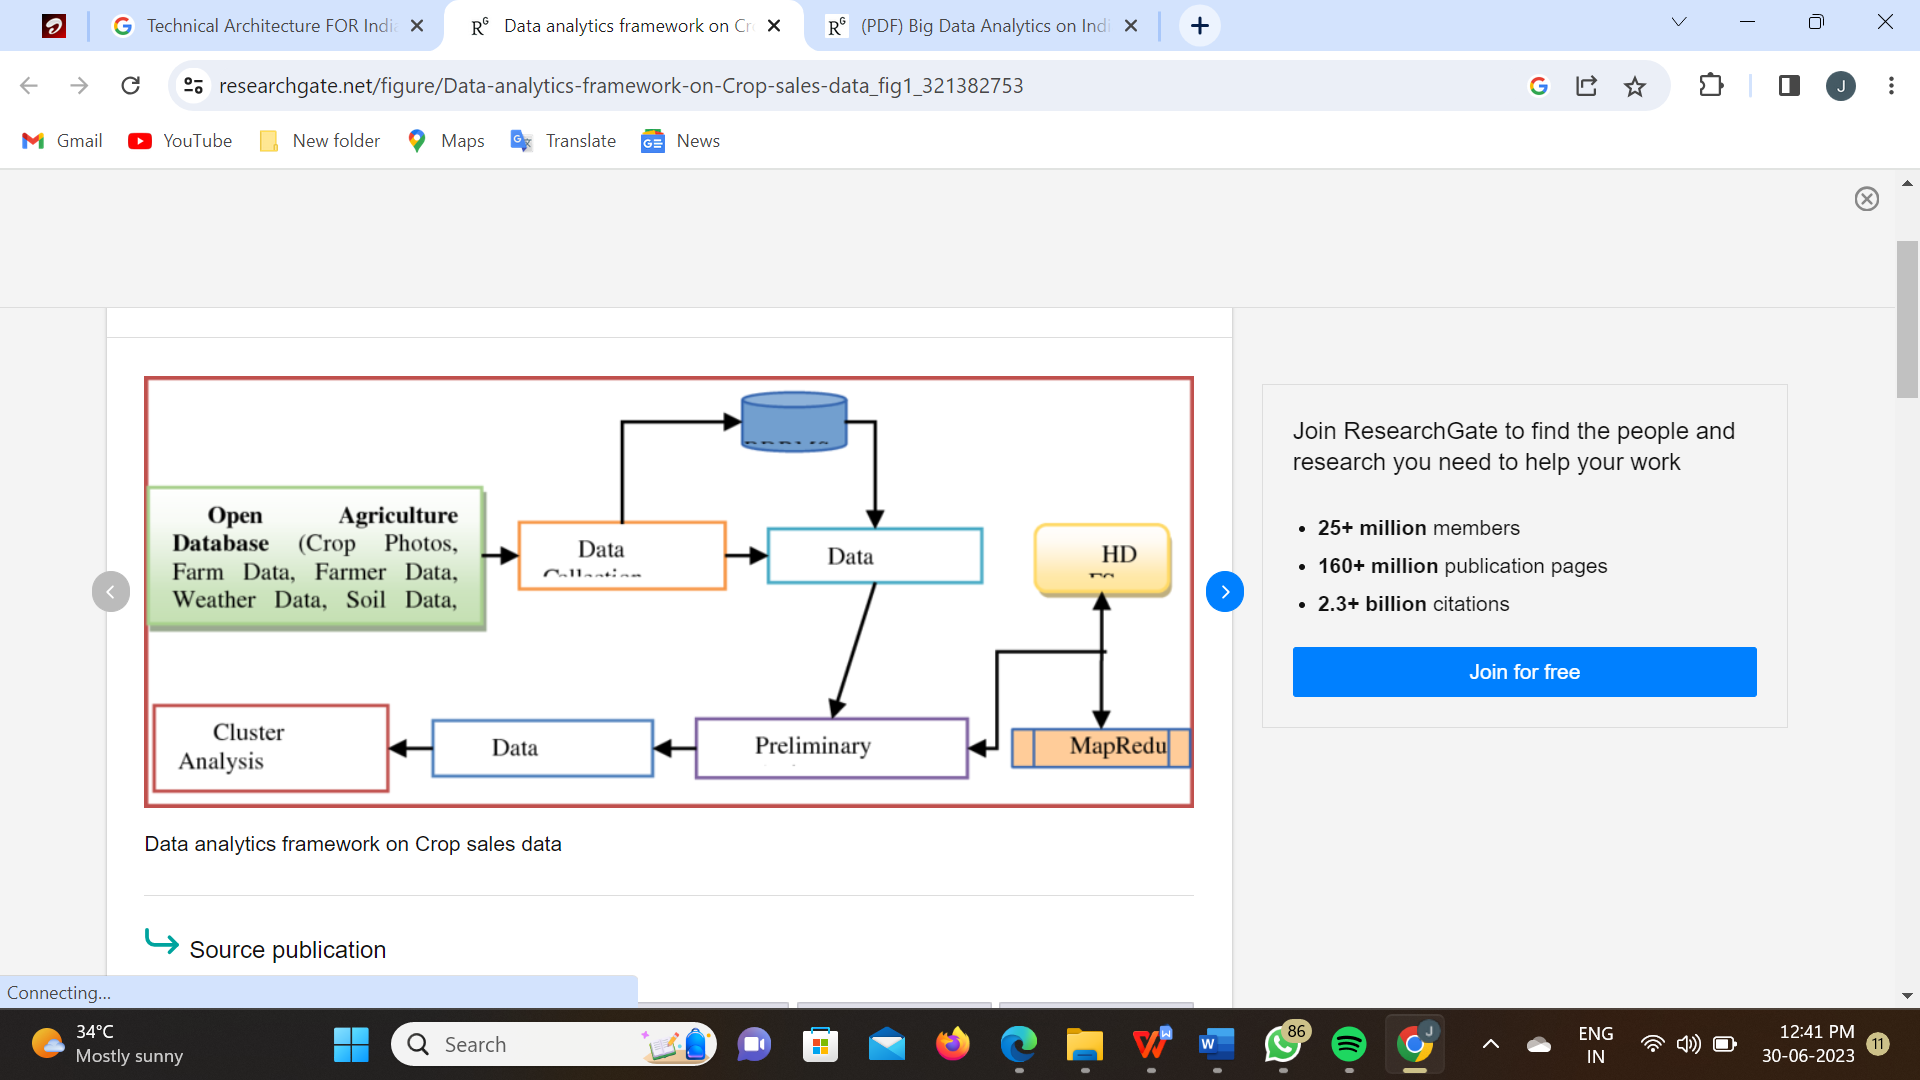 Technical Architecture FOR India
Data analytics framework on Cr
(PDF) Big Data Analytics on Indi
researchgate.net/figure/Data-analytics-framework-on-Crop-sales-data_fig1_321382753
J
Gmail
YouTube
New folder
Maps
Translate
News
Open Agriculture
Database (Crop Photos,
Farm Data, Farmer Data,
Weather Data, Soil Data,
Data
Collection
Data
HD
FS
Cluster
Analysis
Data
Preliminary
MapRedu
Data analytics framework on Crop sales data
Source publication
Join ResearchGate to find the people and
research you need to help your work
• 25+ million members
• 160+ million publication pages
• 2.3+ billion citations
Join for free
Connecting...
34°C
Mostly sunny
Search
86
J
ENG
IN
12:41 PM
30-06-2023
11